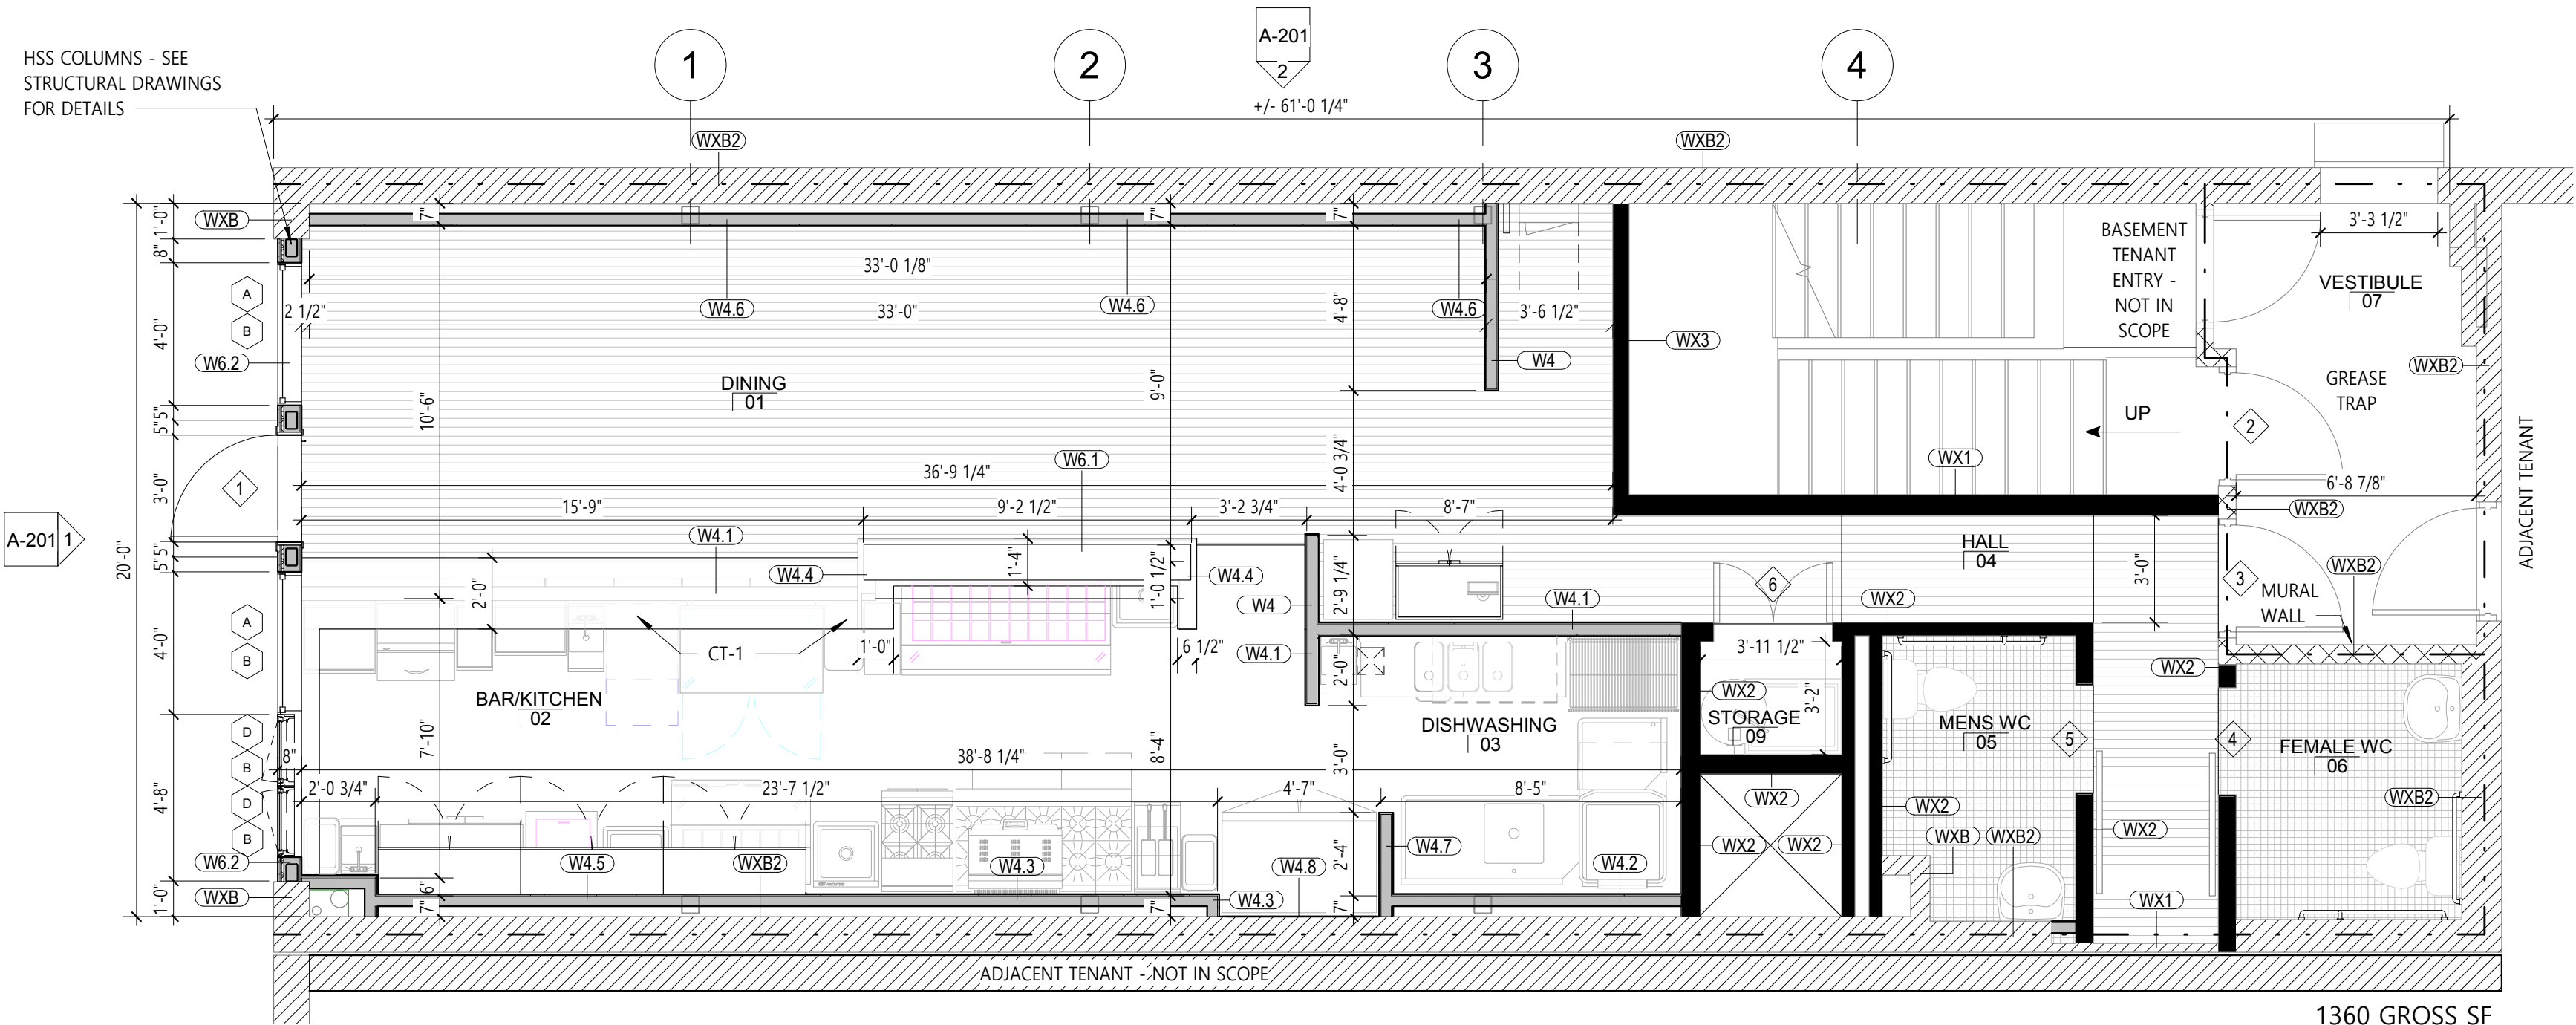 HSS COLUMNS - SEE
STRUCTURAL DRAWINGS
FOR DETAILS
1
2
A-201
2
3
4
+/- 61'-0 1/4"
WXB2
WXB2
WXB
1'-0"
7"
7"
7"
8"
3'-3 1/2"
BASEMENT
TENANT
ENTRY -
NOT IN
SCOPE
VESTIBULE
07
33'-0 1/8"
A
B
2 1/2"
W4.6
33'-0"
W4.6
W4.6
4'-8"
3'-6 1/2"
4'-0"
W6.2
WX3
W4
WXB2
DINING
01
10'-6"
9'-0"
GREASE
TRAP
UP
2
5"
5"
ADJACENT TENANT
W6.1
36'-9 1/4"
4'-0 3/4"
WX1
6'-8 7/8"
1
3'-0"
15'-9"
9'-2 1/2"
3'-2 3/4"
8'-7"
WXB2
A-201
1
20'-0"
W4.1
HALL
04
5"
5"
W4.4
1'-4"
1'-0 1/2"
W4.4
2'-9 1/4"
6
3'-0"
3
WXB2
MURAL
WALL
2'-0"
W4
W4.1
WX2
A
B
4'-0"
CT-1
1'-0"
6 1/2"
W4.1
2'-0"
3'-11 1/2"
WX2
BAR/KITCHEN
02
WX2
3'-2"
STORAGE
09
DISHWASHING
03
MENS WC
05
5
4
FEMALE WC
06
D
B
D
B
8"
7'-10"
38'-8 1/4"
8'-4"
3'-0"
4'-8"
2'-0 3/4"
23'-7 1/2"
4'-7"
8'-5"
WX2
WX2
WXB2
WX2
WX2
WX2
WXB
WXB2
W4.7
W6.2
W4.5
WXB2
W4.3
W4.8
2'-4"
W4.2
WXB
1'-0"
6"
7"
7"
W4.3
7"
WX1
ADJACENT TENANT - NOT IN SCOPE
1360 GROSS SF